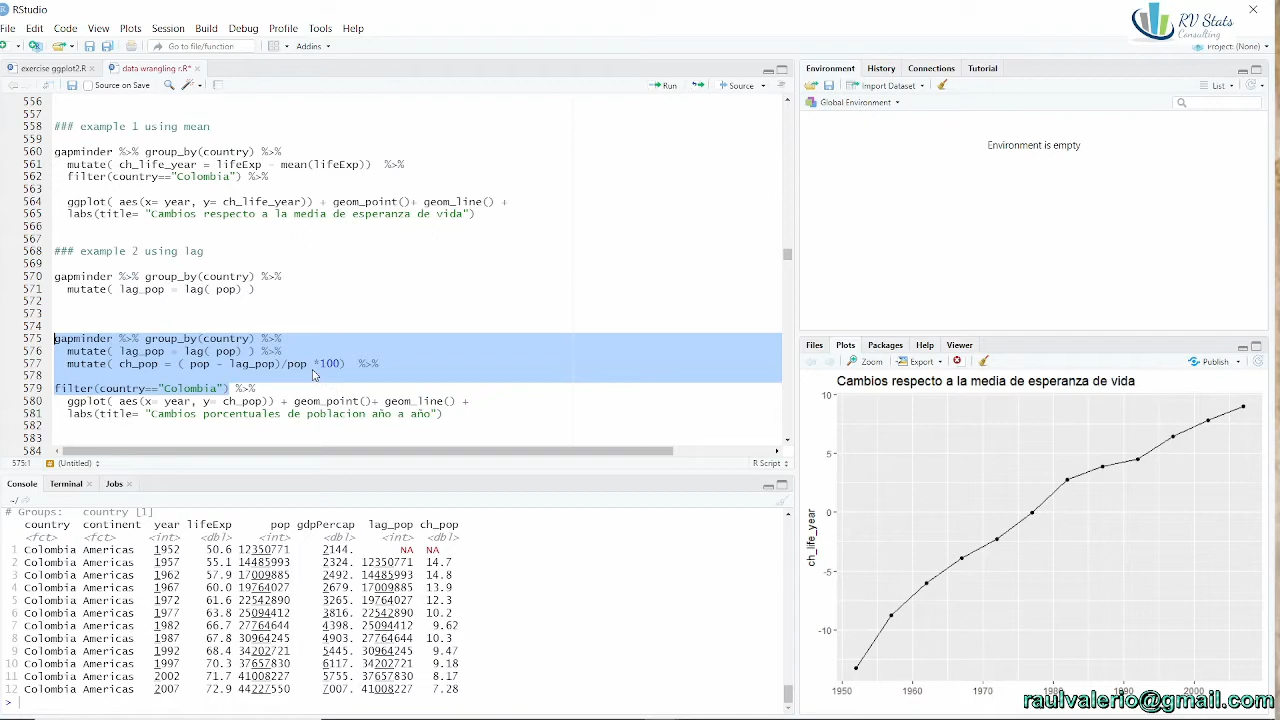 RStudio
File Edit Code View Plots Session Build Debug Profile Tools Help
RV Stats
Consulting
Go to file/function
Addins
Project: (None)
exercise ggplot2.R
data wrangling r.R*
Source on Save
Run
Source
556
557
558 ### example 1 using mean
559
560 gapminder %>% group_by(country) %>%
561 mutate( ch_life_year = lifeExp - mean(lifeExp)) %>%
562 filter(country=="Colombia") %>%
563
564 ggplot( aes(x= year, y= ch_life_year)) + geom_point()+ geom_line() +
565 labs(title= "Cambios respecto a la media de esperanza de vida")
566
567
568 ### example 2 using lag
569
570 gapminder %>% group_by(country) %>%
571 mutate( lag_pop = lag( pop) )
572
573
574
575 gapminder %>% group_by(country) %>%
576 mutate( lag_pop = lag( pop) ) %>%
577 mutate( ch_pop = ( pop - lag_pop)/pop *100) %>%
578
579 filter(country=="Colombia") %>%
580 ggplot( aes(x= year, y= ch_pop)) + geom_point()+ geom_line() +
581 labs(title= "Cambios porcentuales de poblacion año a año")
582
583
584
575:1 (Untitled) R Script
Console Terminal Jobs
~/
# Groups: country [1]
country continent year lifeExp pop gdpPercap lag_pop ch_pop
<fct> <fct> <int> <dbl> <int> <dbl> <int> <dbl>
1 Colombia Americas 1952 50.6 12350771 2144. NA NA
2 Colombia Americas 1957 55.1 14485993 2324. 12350771 14.7
3 Colombia Americas 1962 57.9 17009885 2492. 14485993 14.8
4 Colombia Americas 1967 60.0 19764027 2679. 17009885 13.9
5 Colombia Americas 1972 61.6 22542890 3265. 19764027 12.3
6 Colombia Americas 1977 63.8 25094412 3816. 22542890 10.2
7 Colombia Americas 1982 66.7 27764644 4398. 25094412 9.62
8 Colombia Americas 1987 67.8 30964245 4903. 27764644 10.3
9 Colombia Americas 1992 68.4 34202721 5445. 30964245 9.47
10 Colombia Americas 1997 70.3 37657830 6117. 34202721 9.18
11 Colombia Americas 2002 71.7 41008227 5755. 37657830 8.17
12 Colombia Americas 2007 72.9 44227550 7007. 41008227 7.28
>
Environment History Connections Tutorial
Import Dataset
List
Global Environment
Environment is empty
Files Plots Packages Help Viewer
Zoom Export Publish
Cambios respecto a la media de esperanza de vida
10
5
0
-5
-10
ch_life_year
1950 1960 1970 1980 1990 2000
raulvalerio@gmail.com